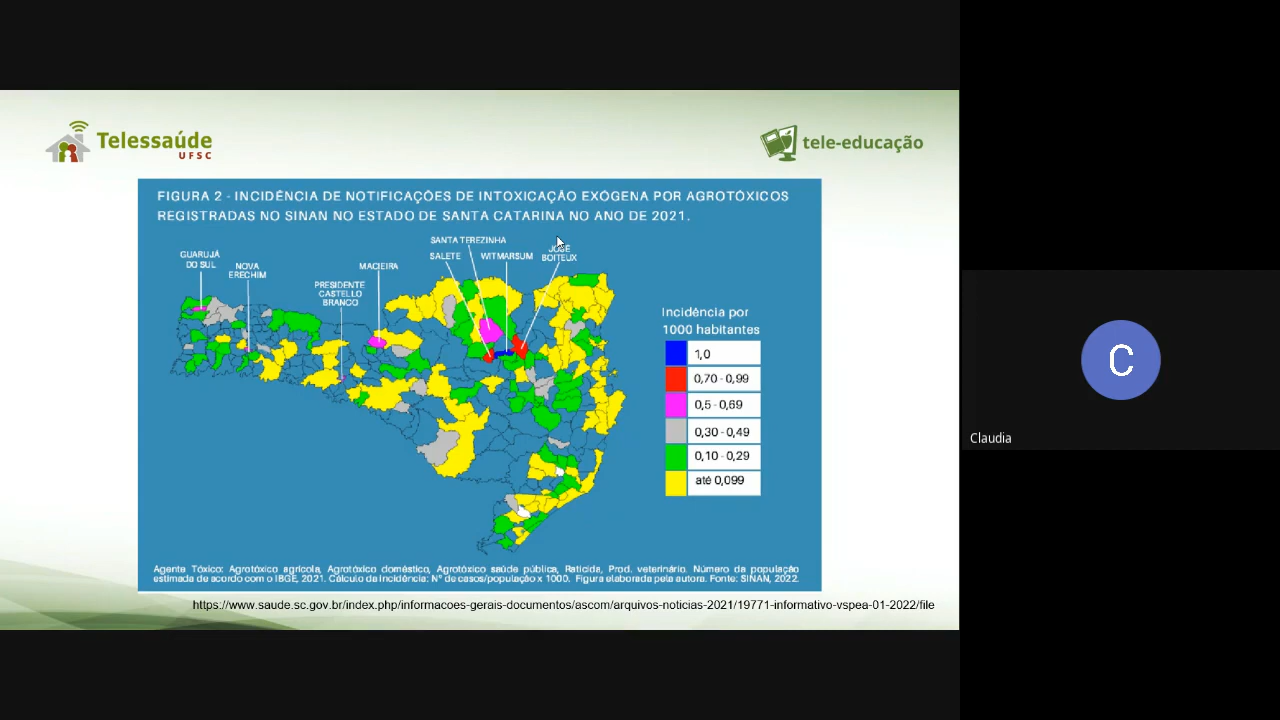 Telessaúde
UFSC
tele-educação
FIGURA 2 - INCIDÊNCIA DE NOTIFICAÇÕES DE INTOXICAÇÃO EXÓGENA POR AGROTÓXICOS
REGISTRADAS NO SINAN NO ESTADO DE SANTA CATARINA NO ANO DE 2021.
GUARUJÁ
DO SUL
NOVA
ERECHIM
PRESIDENTE
CASTELLO
BRANCO
MACIEIRA
SANTA TEREZINHA
SALETE
WITMARSUM
JOSÉ
BOITEUX
Incidência por
1000 habitantes
1,0
0,70 - 0,99
0,5 - 0,69
0,30 - 0,49
0,10 - 0,29
até 0,099
Agente Tóxico: Agrotóxico agrícola, Agrotóxico doméstico, Agrotóxico saúde pública, Raticida, Prod. veterinário. Número da população
estimada de acordo com o IBGE, 2021. Cálculo da Incidência: Nº de casos/população x 1000. Figura elaborada pela autora. Fonte: SINAN, 2022.
https://www.saude.sc.gov.br/index.php/informacoes-gerais-documentos/ascom/arquivos-noticias-2021/19771-informativo-vspea-01-2022/file
C
Claudia